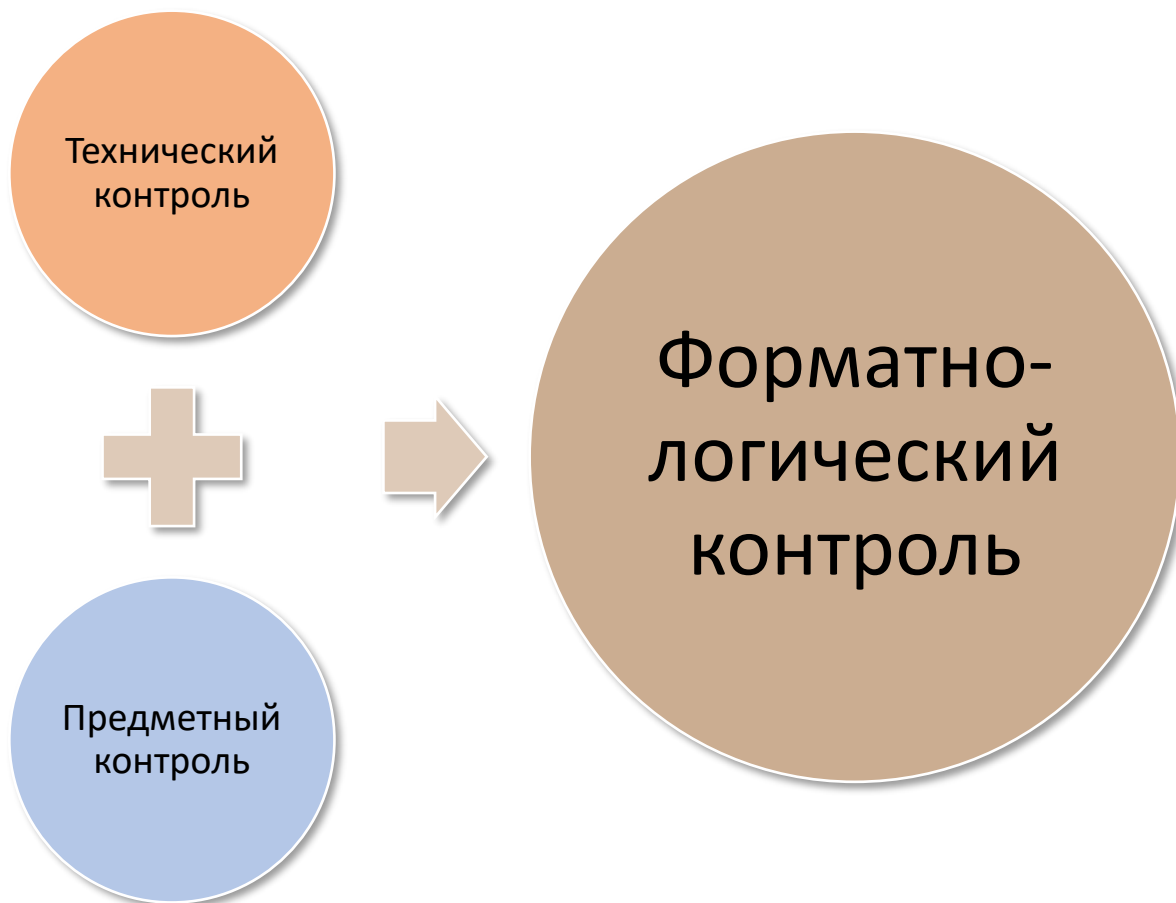 Технический
контроль
Предметный
контроль
Форматно-
логический
контроль